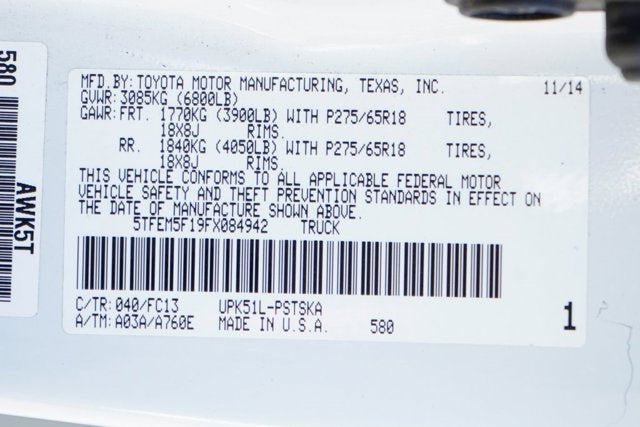 MFD.BY:TOYOTA MOTOR MANUFACTURING, TEXAS, INC. 11/14
GVWR:3085KG (6800LB)
GAWR:FRT. 1770KG (3900LB) WITH P275/65R18 TIRES,
18X8J RIMS.
RR. 1840KG (4050LB) WITH P275/65R18 TIRES,
18X8J RIMS.
THIS VEHICLE CONFORMS TO ALL APPLICABLE FEDERAL MOTOR
VEHICLE SAFETY AND THEFT PREVENTION STANDARDS IN EFFECT ON
THE DATE OF MANUFACTURE SHOWN ABOVE.
5TFEM5F19FX084942 TRUCK
C/TR:040/FC13 UPK51L-PSTSKA
A/TM:A03A/A760E MADE IN U.S.A. 580
1
580
AWK5T